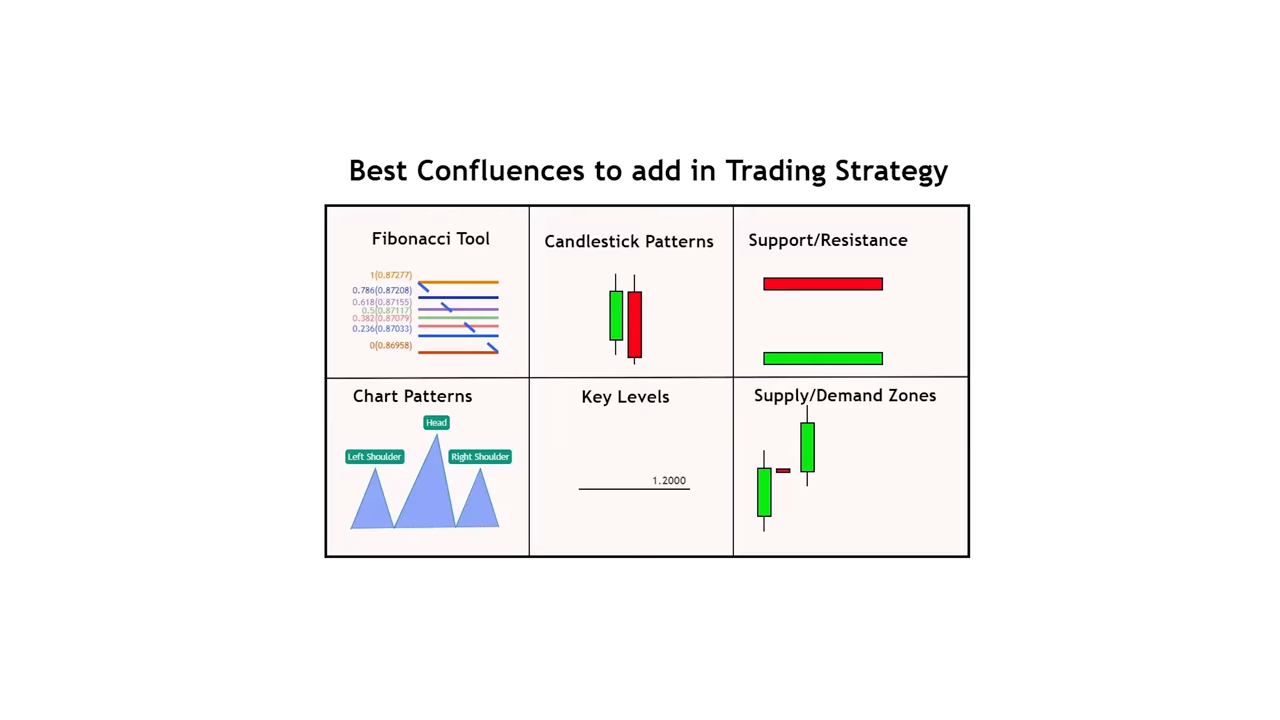 Best Confluences to add in Trading Strategy
Fibonacci Tool
1(0.87277)
0.786(0.87208)
0.618(0.87155)
0.5(0.87117)
0.382(0.87079)
0.236(0.87033)
0(0.86958)
Candlestick Patterns
Support/Resistance
Chart Patterns
Head
Left Shoulder
Right Shoulder
Key Levels
1.2000
Supply/Demand Zones